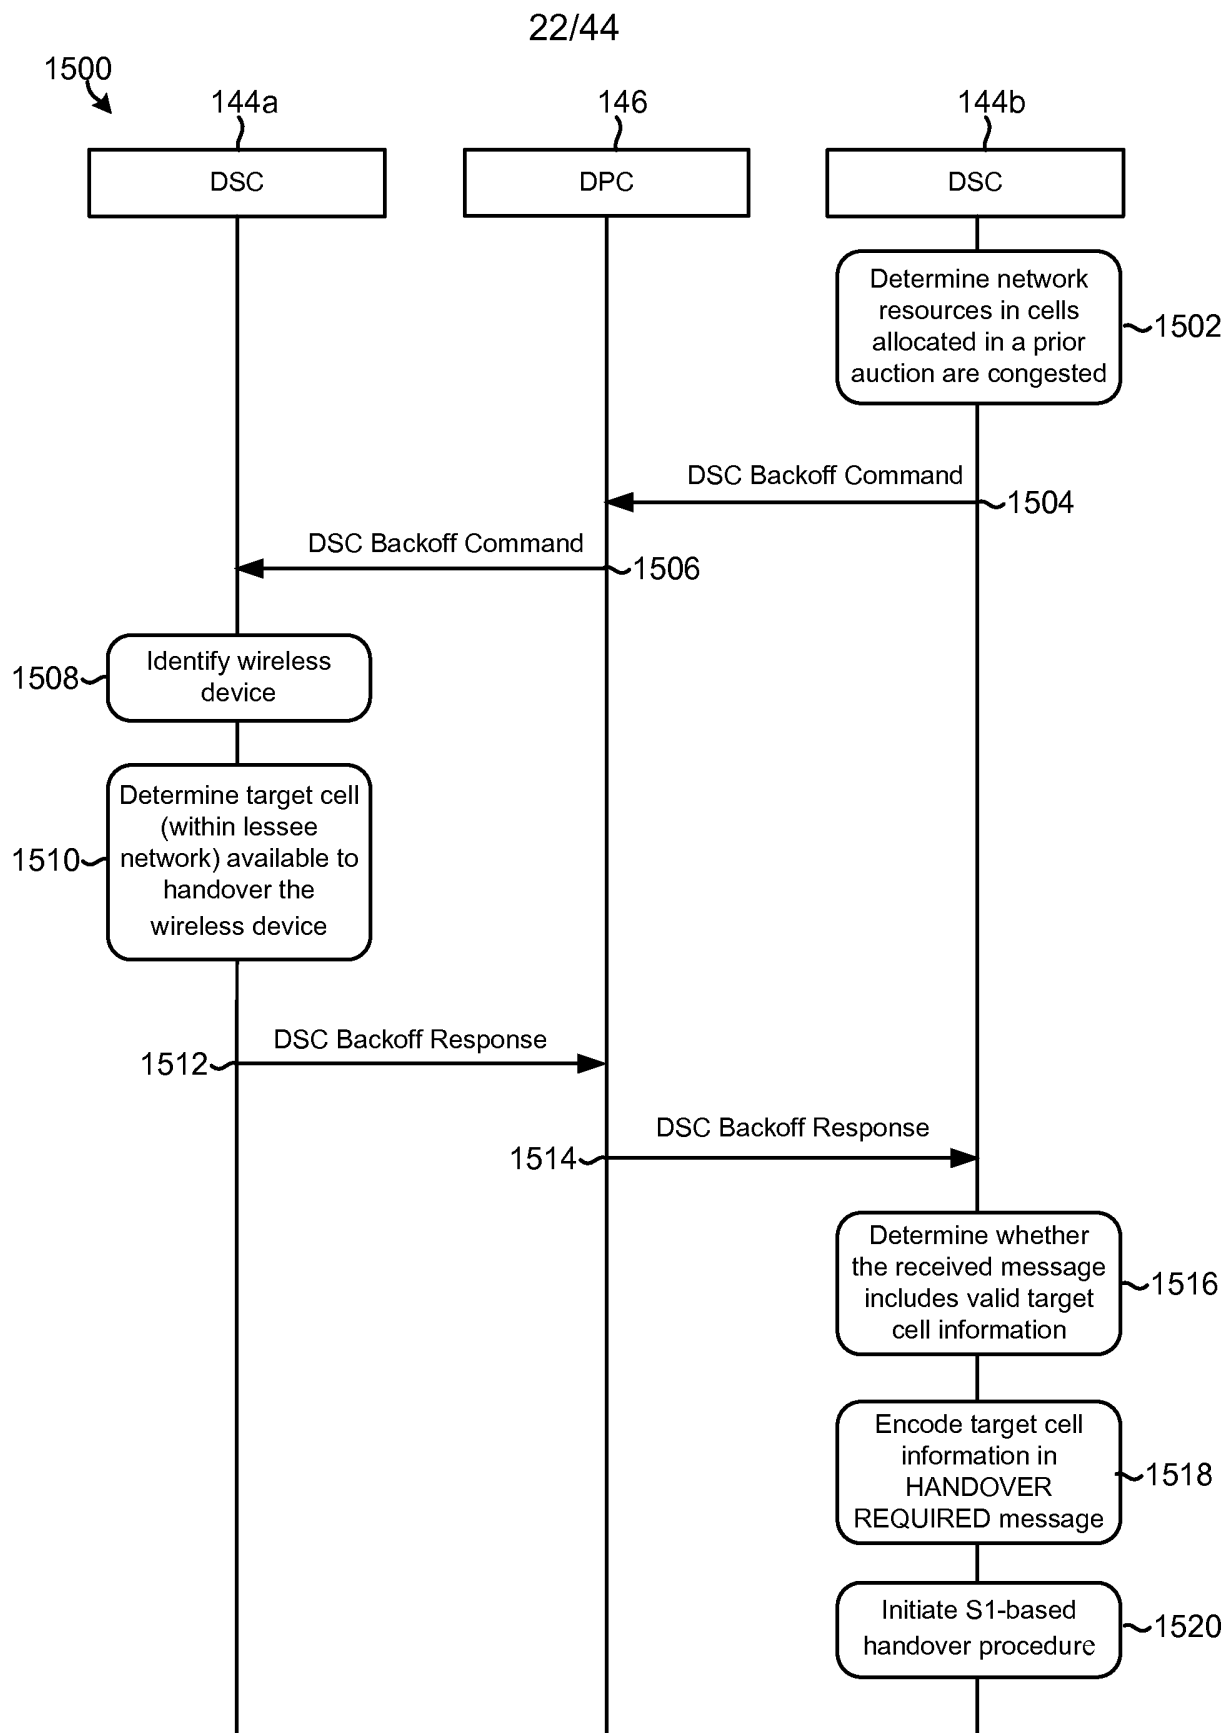 22/44
1500
144a
146
144b
DSC
DPC
DSC
Determine network
resources in cells
allocated in a prior
auction are congested
1502
DSC Backoff Command
1504
DSC Backoff Command
1506
Identify wireless
device
1508
Determine target cell
(within lessee
network) available to
handover the
wireless device
1510
DSC Backoff Response
1512
DSC Backoff Response
1514
Determine whether
the received message
includes valid target
cell information
1516
Encode target cell
information in
HANDOVER
REQUIRED message
1518
Initiate S1-based
handover procedure
1520